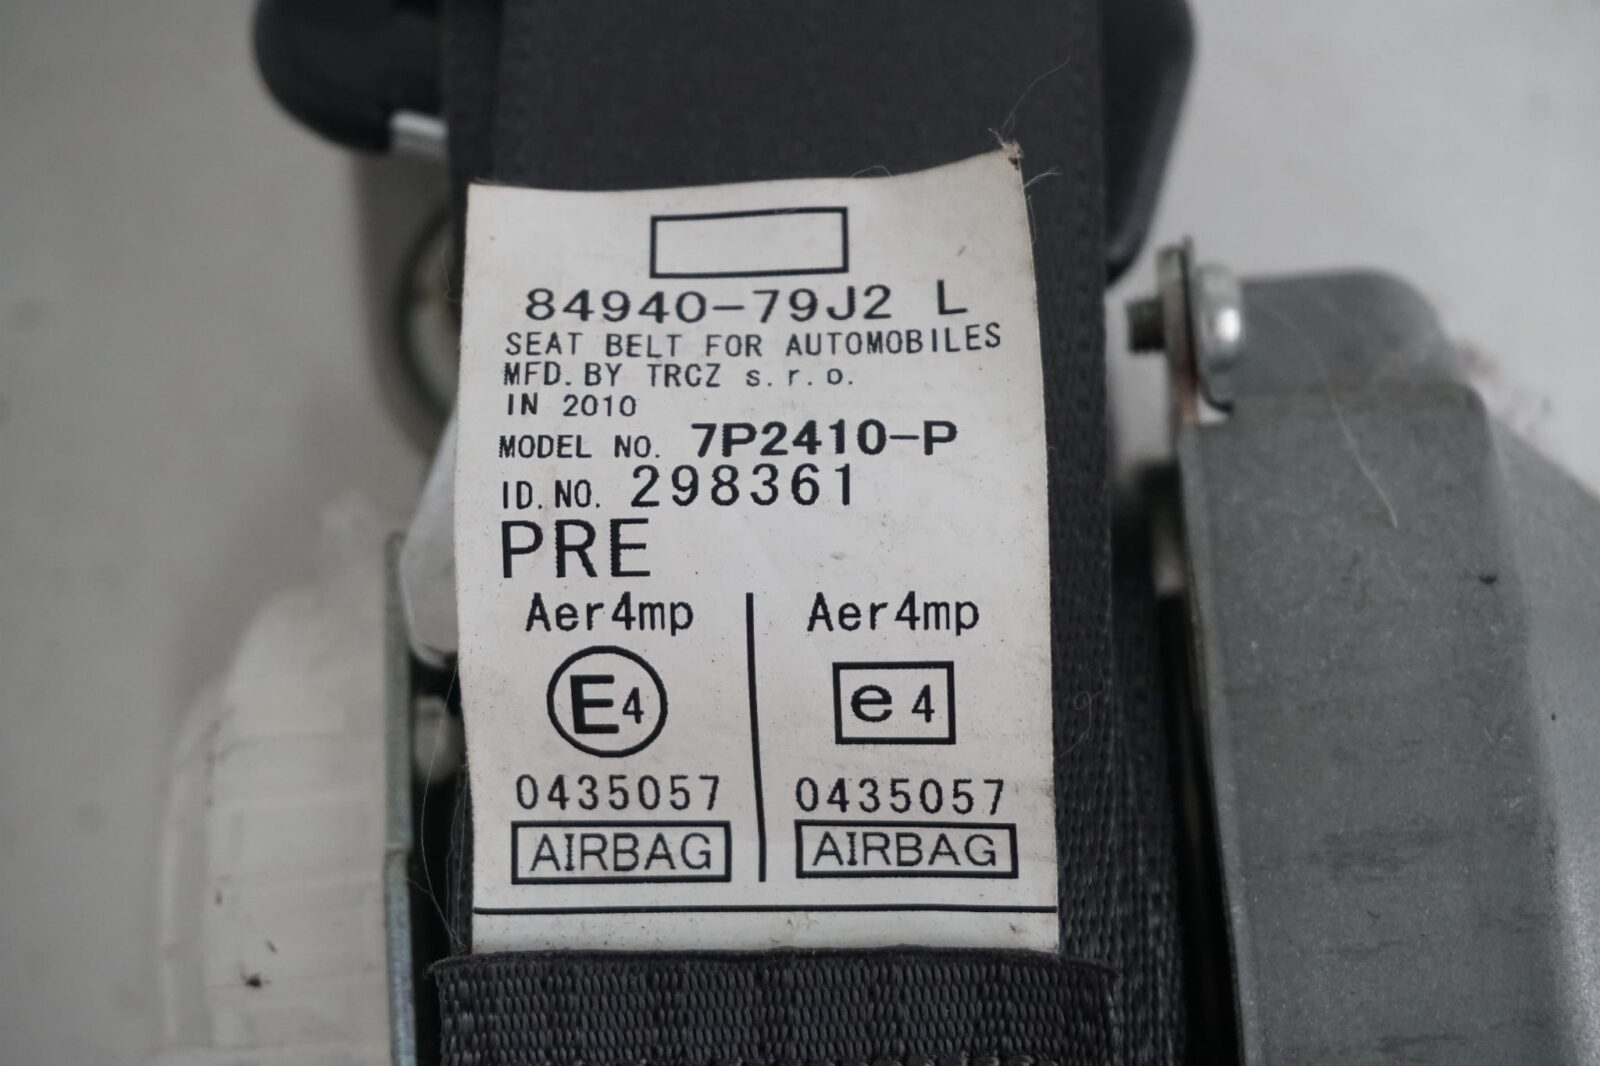 84940-79J2 L
SEAT BELT FOR AUTOMOBILES
MFD. BY TRCZ s.r.o.
IN 2010
MODEL NO. 7P2410-P
ID. NO. 298361
PRE
Aer4mp Aer4mp
E4 e4
0435057 0435057
AIRBAG AIRBAG